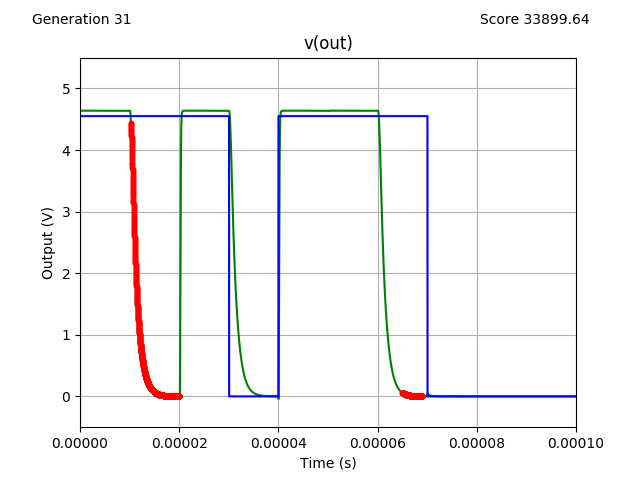 Generation 31
Score 33899.64
v(out)
5
4
3
2
1
0
Output (V)
0.00000
0.00002
0.00004
0.00006
0.00008
0.00010
Time (s)